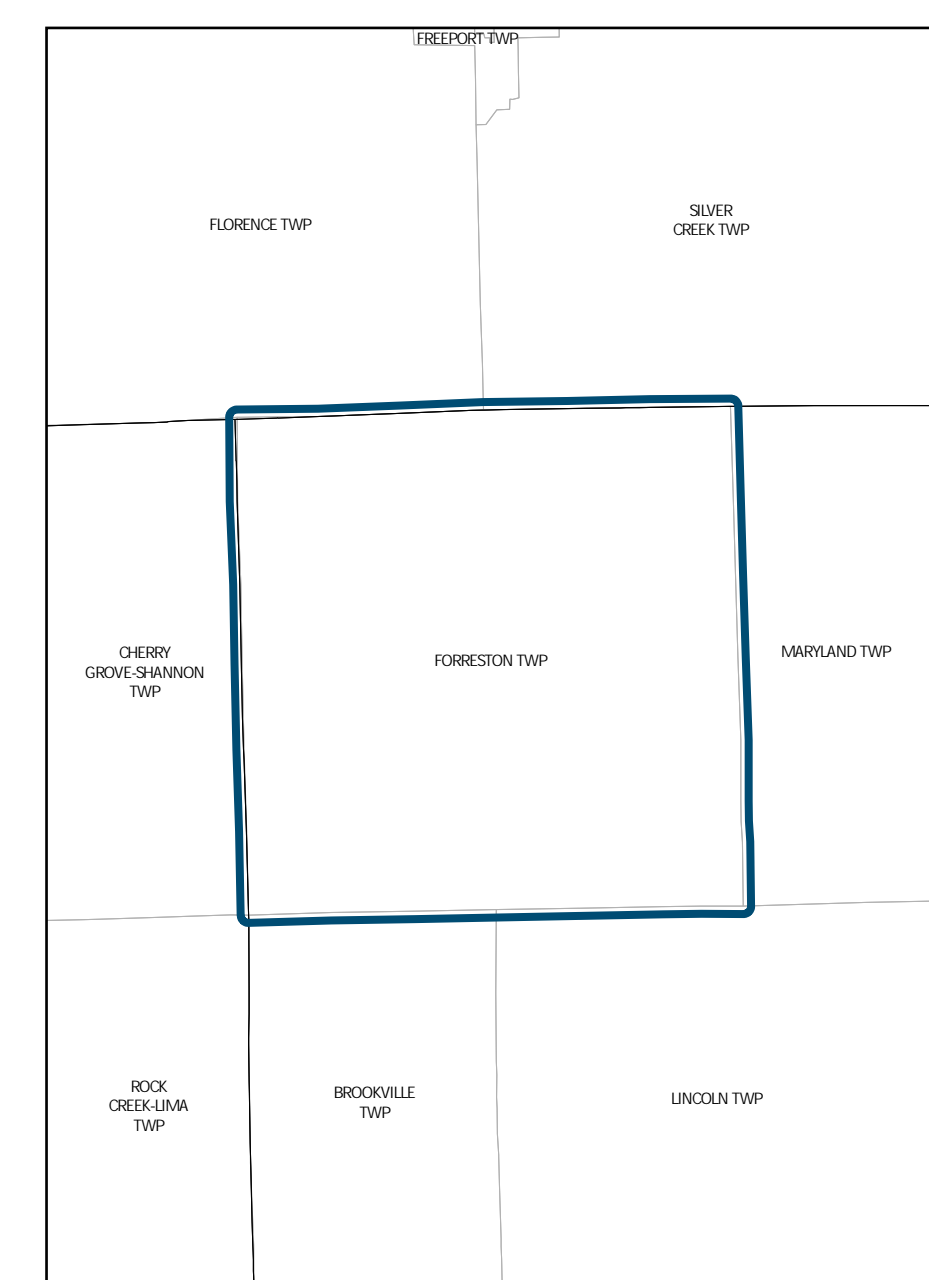 FREEPORT TWP
FLORENCE TWP
SILVER
CREEK TWP
CHERRY
GROVE-SHANNON
TWP
FORRESTON TWP
MARYLAND TWP
ROCK
CREEK-LIMA
TWP
BROOKVILLE
TWP
LINCOLN TWP